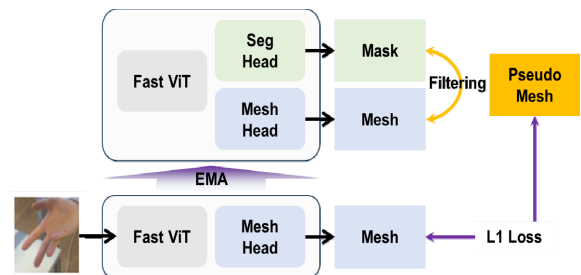 Seg
Head
Mask
Fast ViT
Filtering
Pseudo
Mesh
Mesh
Head
Mesh
EMA
Fast ViT
Mesh
Head
Mesh
L1 Loss